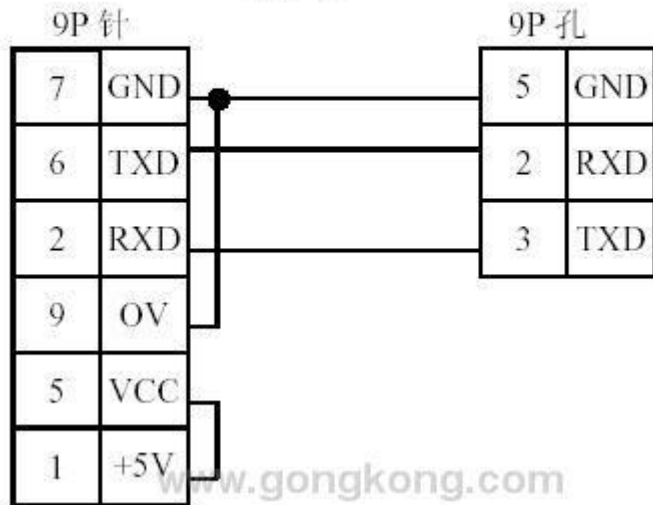 9P 针 9P 孔
7 GND 5 GND
6 TXD 2 RXD
2 RXD 3 TXD
9 OV
5 VCC
1 +5V
www.gongkong.com